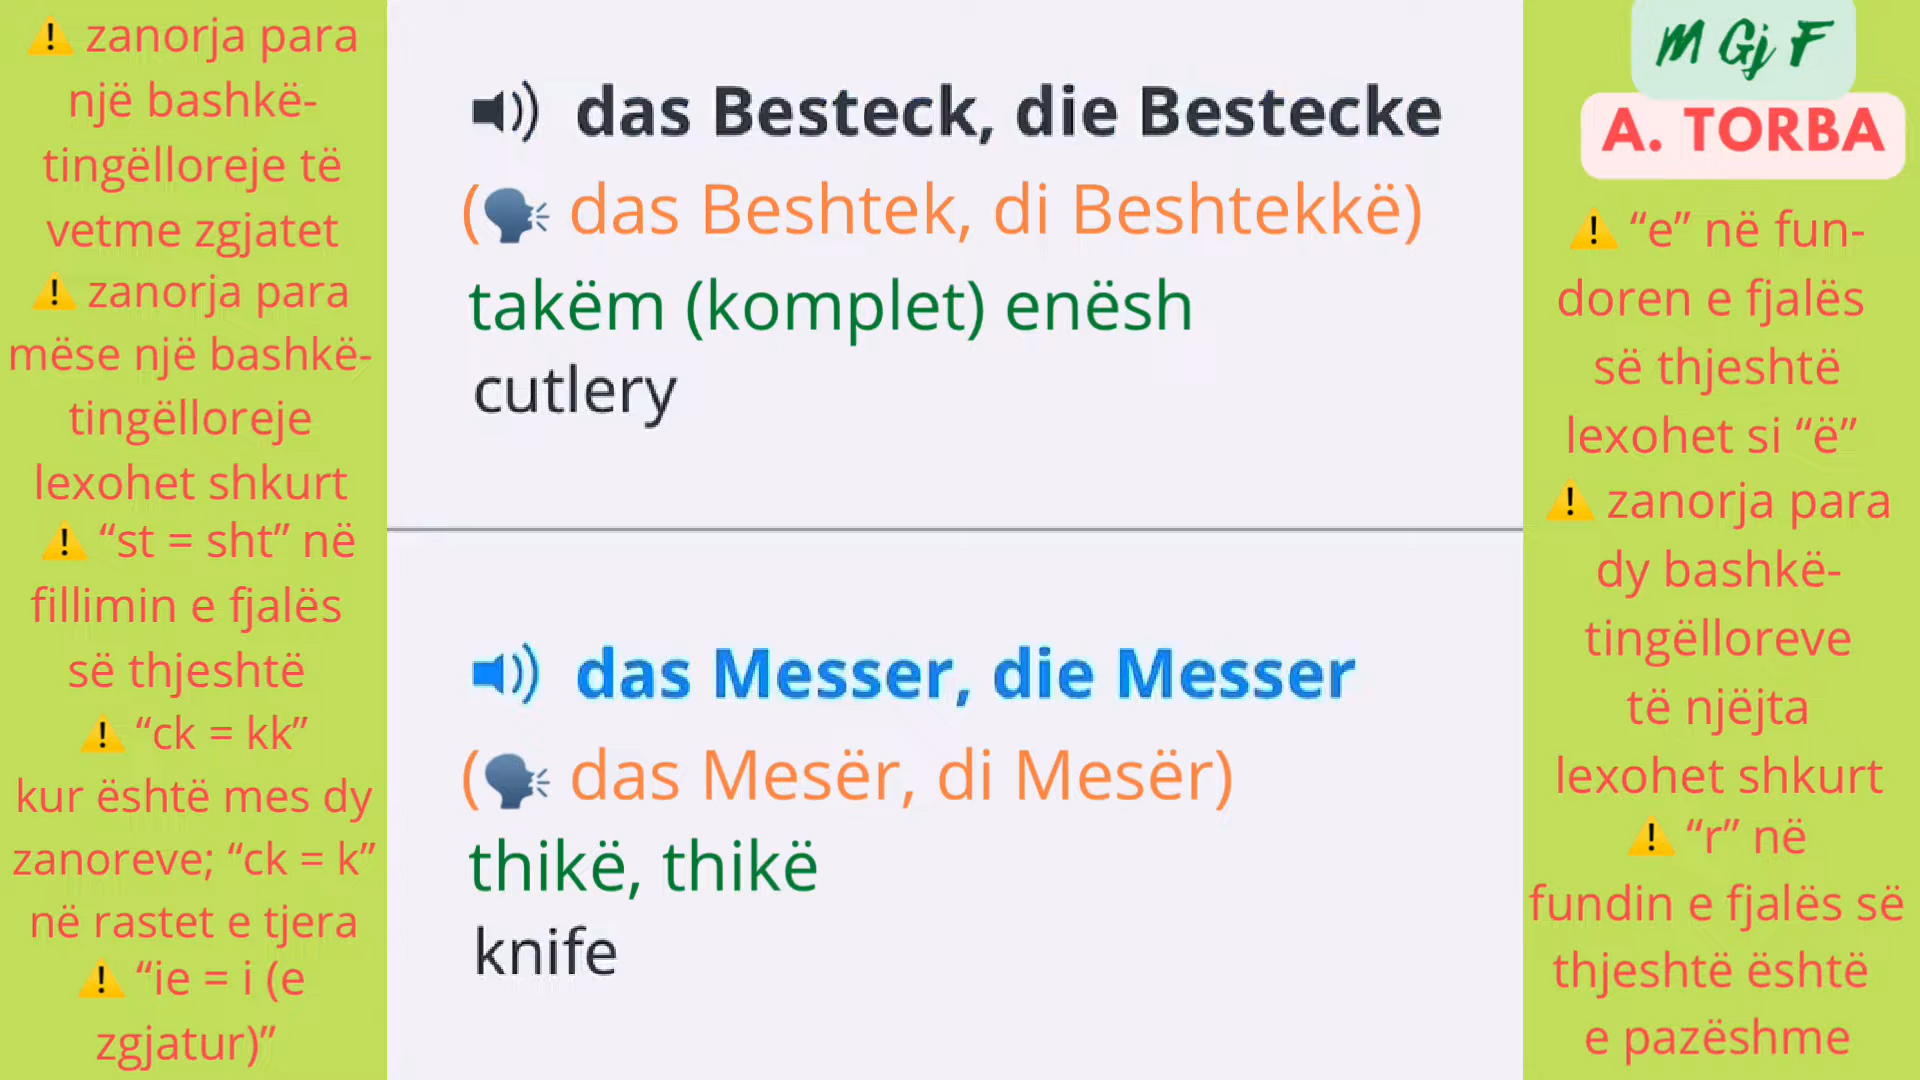 ⚠ zanorja para
një bashkë-
tingëlloreje të
vetme zgjatet
⚠ zanorja para
mëse një bashkë-
tingëlloreje
lexohet shkurt
⚠ “st = sht” në
fillimin e fjalës
së thjeshtë
⚠ “ck = kk”
kur është mes dy
zanoreve; “ck = k”
në rastet e tjera
⚠ “ie = i (e
zgjatur)”
das Besteck, die Bestecke
(🗣 das Beshtek, di Beshtekkë)
takëm (komplet) enësh
cutlery
das Messer, die Messer
(🗣 das Mesër, di Mesër)
thikë, thikë
knife
M Gj F
A. TORBA
⚠ “e” në fun-
doren e fjalës
së thjeshtë
lexohet si “ë”
⚠ zanorja para
dy bashkë-
tingëlloreve
të njëjta
lexohet shkurt
⚠ “r” në
fundin e fjalës së
thjeshtë është
e pazëshme